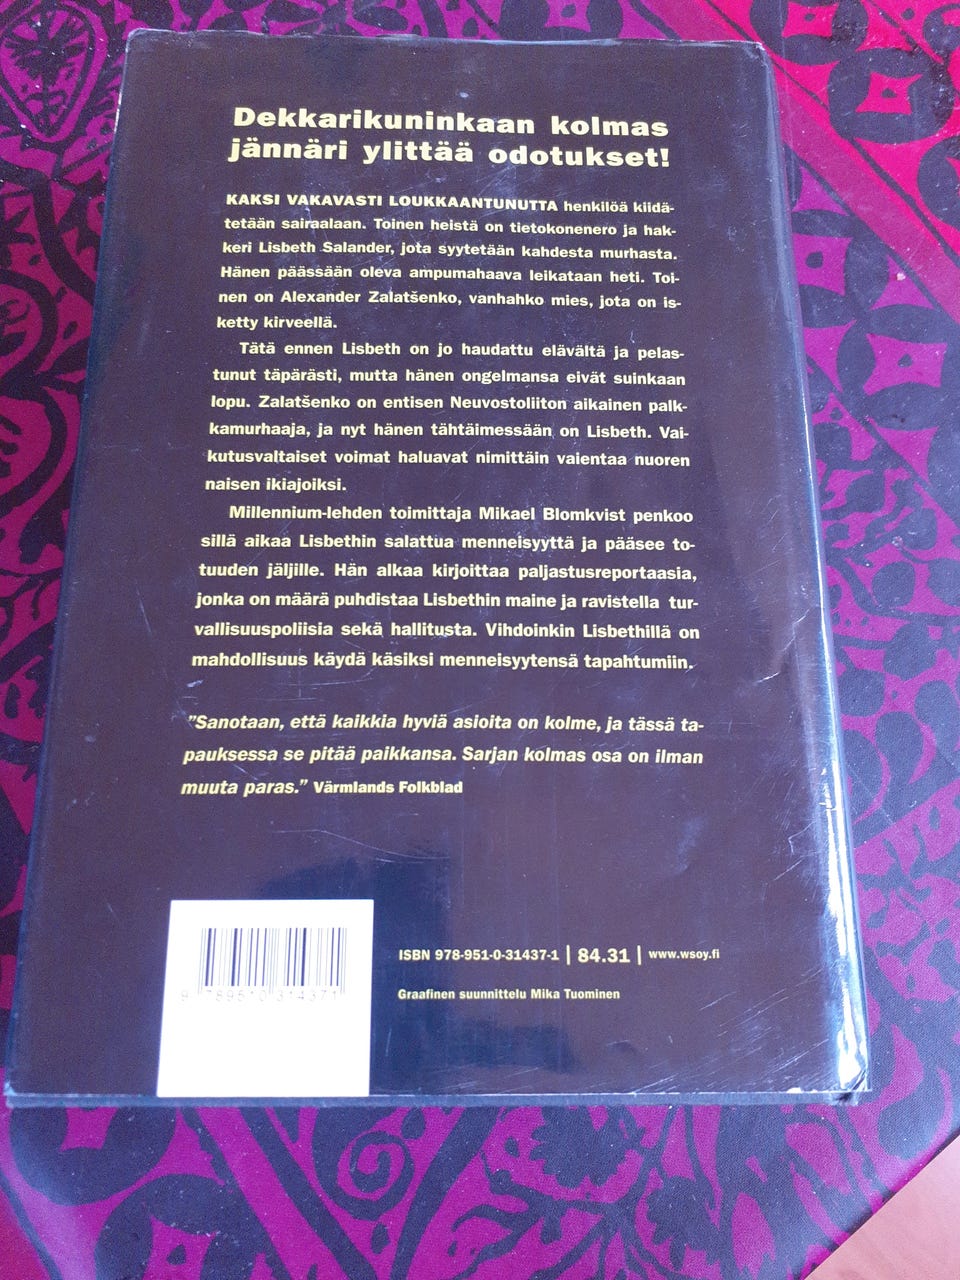 Dekkarikuninkaan kolmas
jännäri ylittää odotukset!
KAKSI VAKAVASTI LOUKKAANTUNUTTA henkilöä kiidä-
tetään sairaalaan. Toinen heistä on tietokonenero ja hak-
keri Lisbeth Salander, jota syytetään kahdesta murhasta.
Hänen päässään oleva ampumahaava leikataan heti. Toi-
nen on Alexander Zalatšenko, vanhahko mies, jota on is-
ketty kirveellä.
Tätä ennen Lisbeth on jo haudattu elävältä ja pelas-
tunut täpärästi, mutta hänen ongelmansa eivät suinkaan
lopu. Zalatšenko on entisen Neuvostoliiton aikainen palk-
kamurhaaja, ja nyt hänen tähtäimessään on Lisbeth. Vai-
kutusvaltaiset voimat haluavat nimittäin vaientaa nuoren
naisen ikiajoiksi.
Millennium-lehden toimittaja Mikael Blomkvist penkoo
sillä aikaa Lisbethin salattua menneisyyttä ja pääsee to-
tuuden jäljille. Hän alkaa kirjoittaa paljastusreportaasia,
jonka on määrä puhdistaa Lisbethin maine ja ravistella turvallisuuspoliisia sekä hallitusta. Vihdoinkin Lisbethillä on
mahdollisuus käydä käsiksi menneisyytensä tapahtumiin.
"Sanotaan, että kaikkia hyviä asioita on kolme, ja tässä ta-
pauksessa se pitää paikkansa. Sarjan kolmas osa on ilman
muuta paras." Värmlands Folkblad
ISBN 978-951-0-31437-1 | 84.31 | www.wsoy.fi
9 789510 314371
Graafinen suunnittelu Mika Tuominen